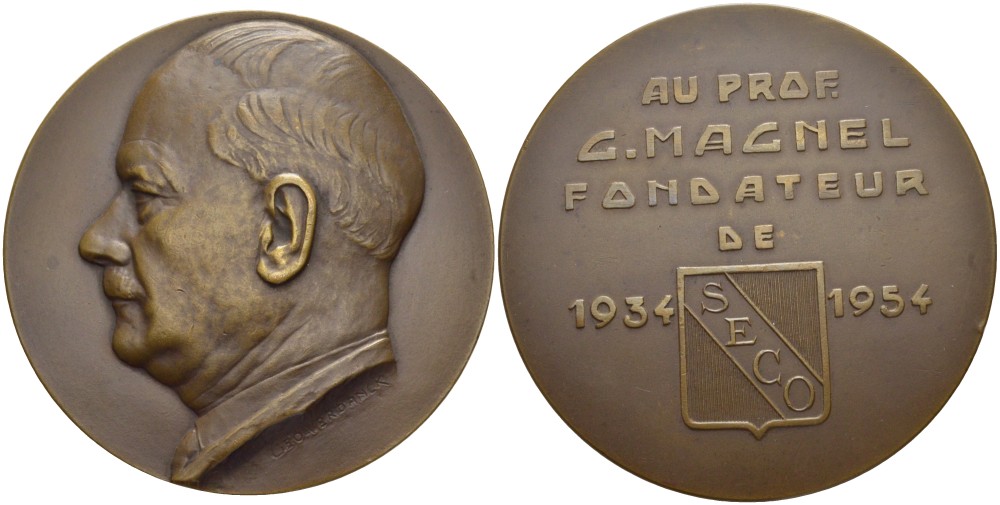 AU PROF.
G. MAGNEL
FONDATEUR
DE
1934 SECO 1954